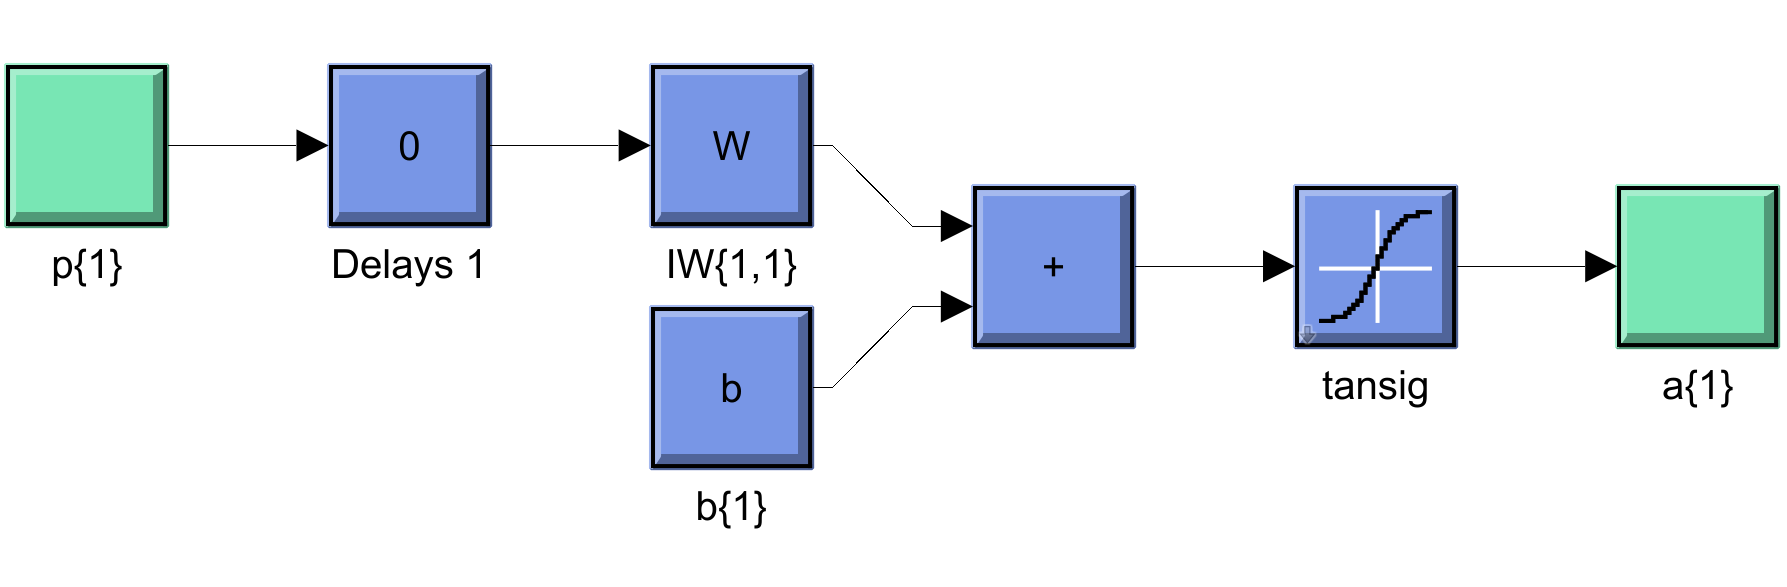 0
W
p{1}
Delays 1
IW{1,1}
+
b
tansig
a{1}
b{1}